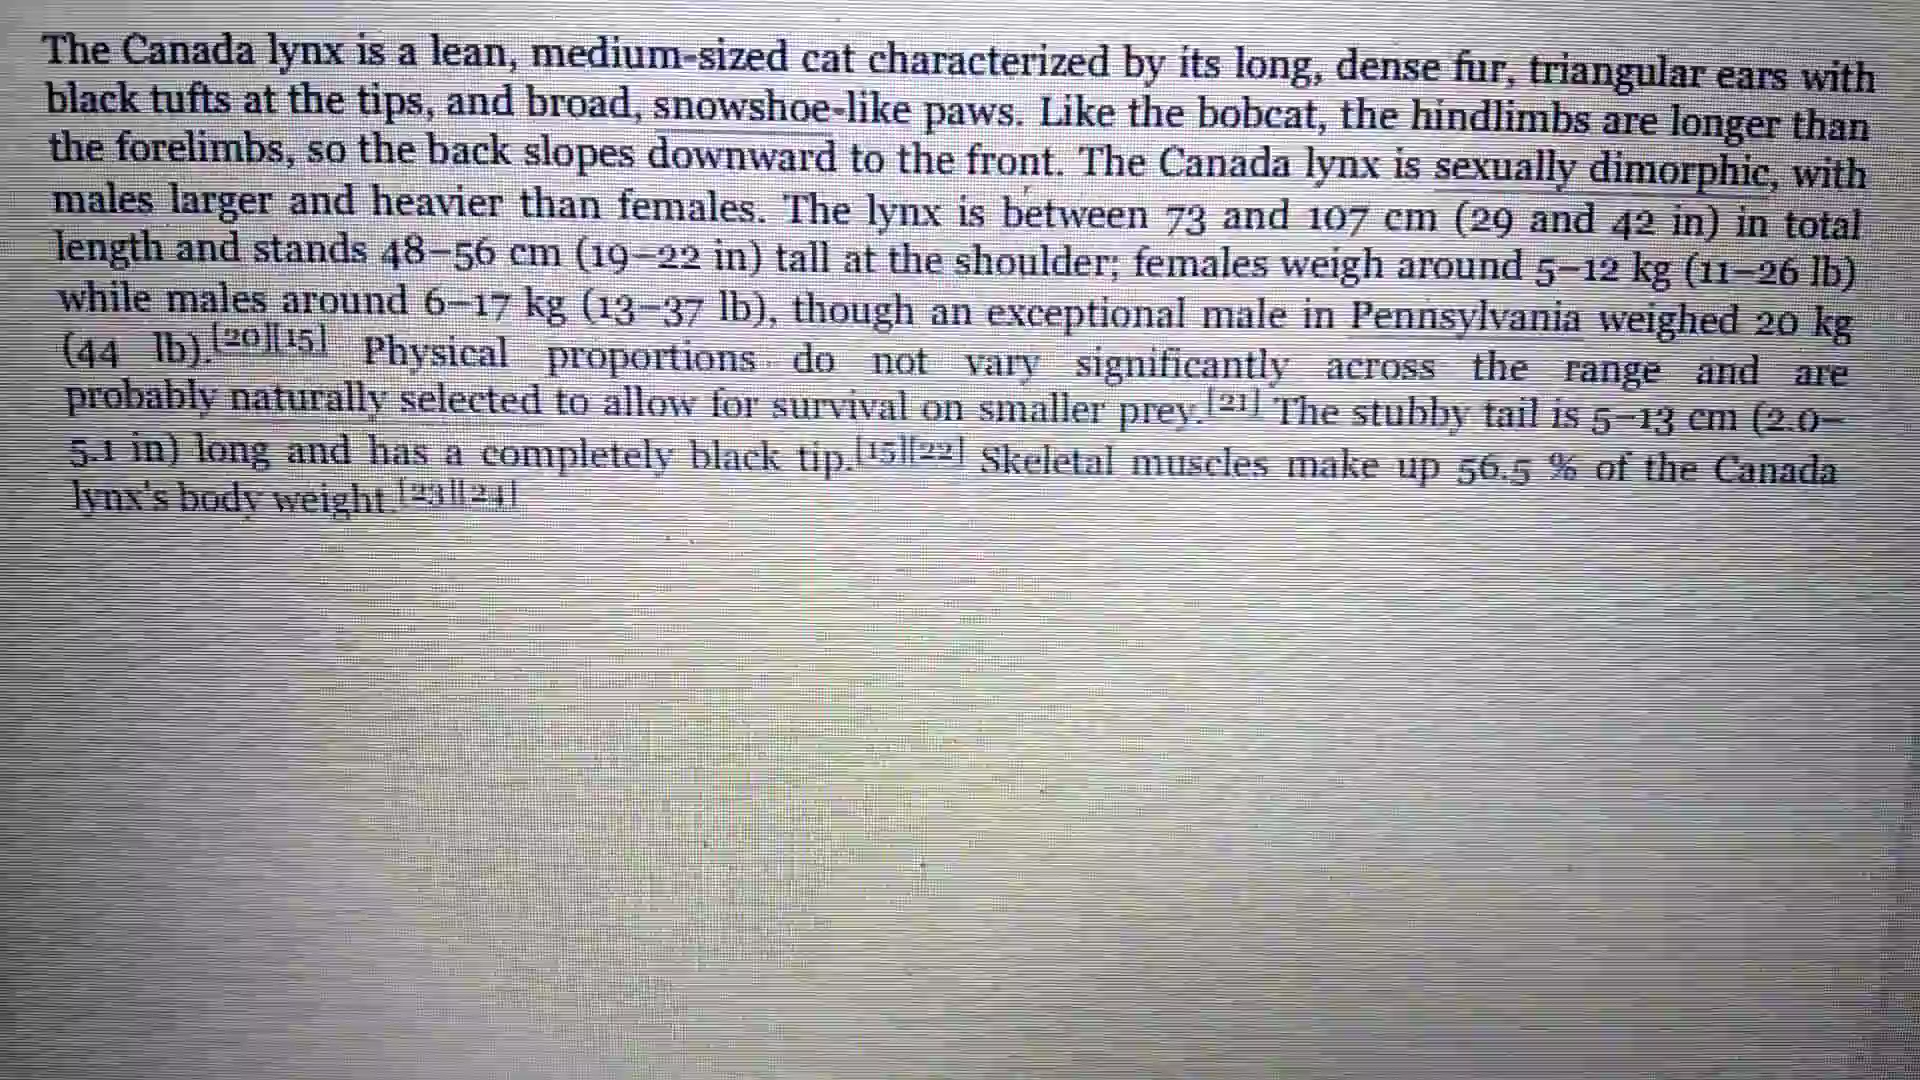 The Canada lynx is a lean, medium-sized cat characterized by its long, dense fur, triangular ears with
black tufts at the tips, and broad, snowshoe-like paws. Like the bobcat, the hindlimbs are longer than
the forelimbs, so the back slopes downward to the front. The Canada lynx is sexually dimorphic, with
males larger and heavier than females. The lynx is between 73 and 107 cm (29 and 42 in) in total
length and stands 48–56 cm (19–22 in) tall at the shoulder; females weigh around 5–12 kg (11–26 lb)
while males around 6–17 kg (13–37 lb), though an exceptional male in Pennsylvania weighed 20 kg
(44 lb).[20][15] Physical proportions do not vary significantly across the range and are
probably naturally selected to allow for survival on smaller prey.[21] The stubby tail is 5–13 cm (2.0–
5.1 in) long and has a completely black tip.[15][22] Skeletal muscles make up 56.5 % of the Canada
lynx's body weight.[23][24]